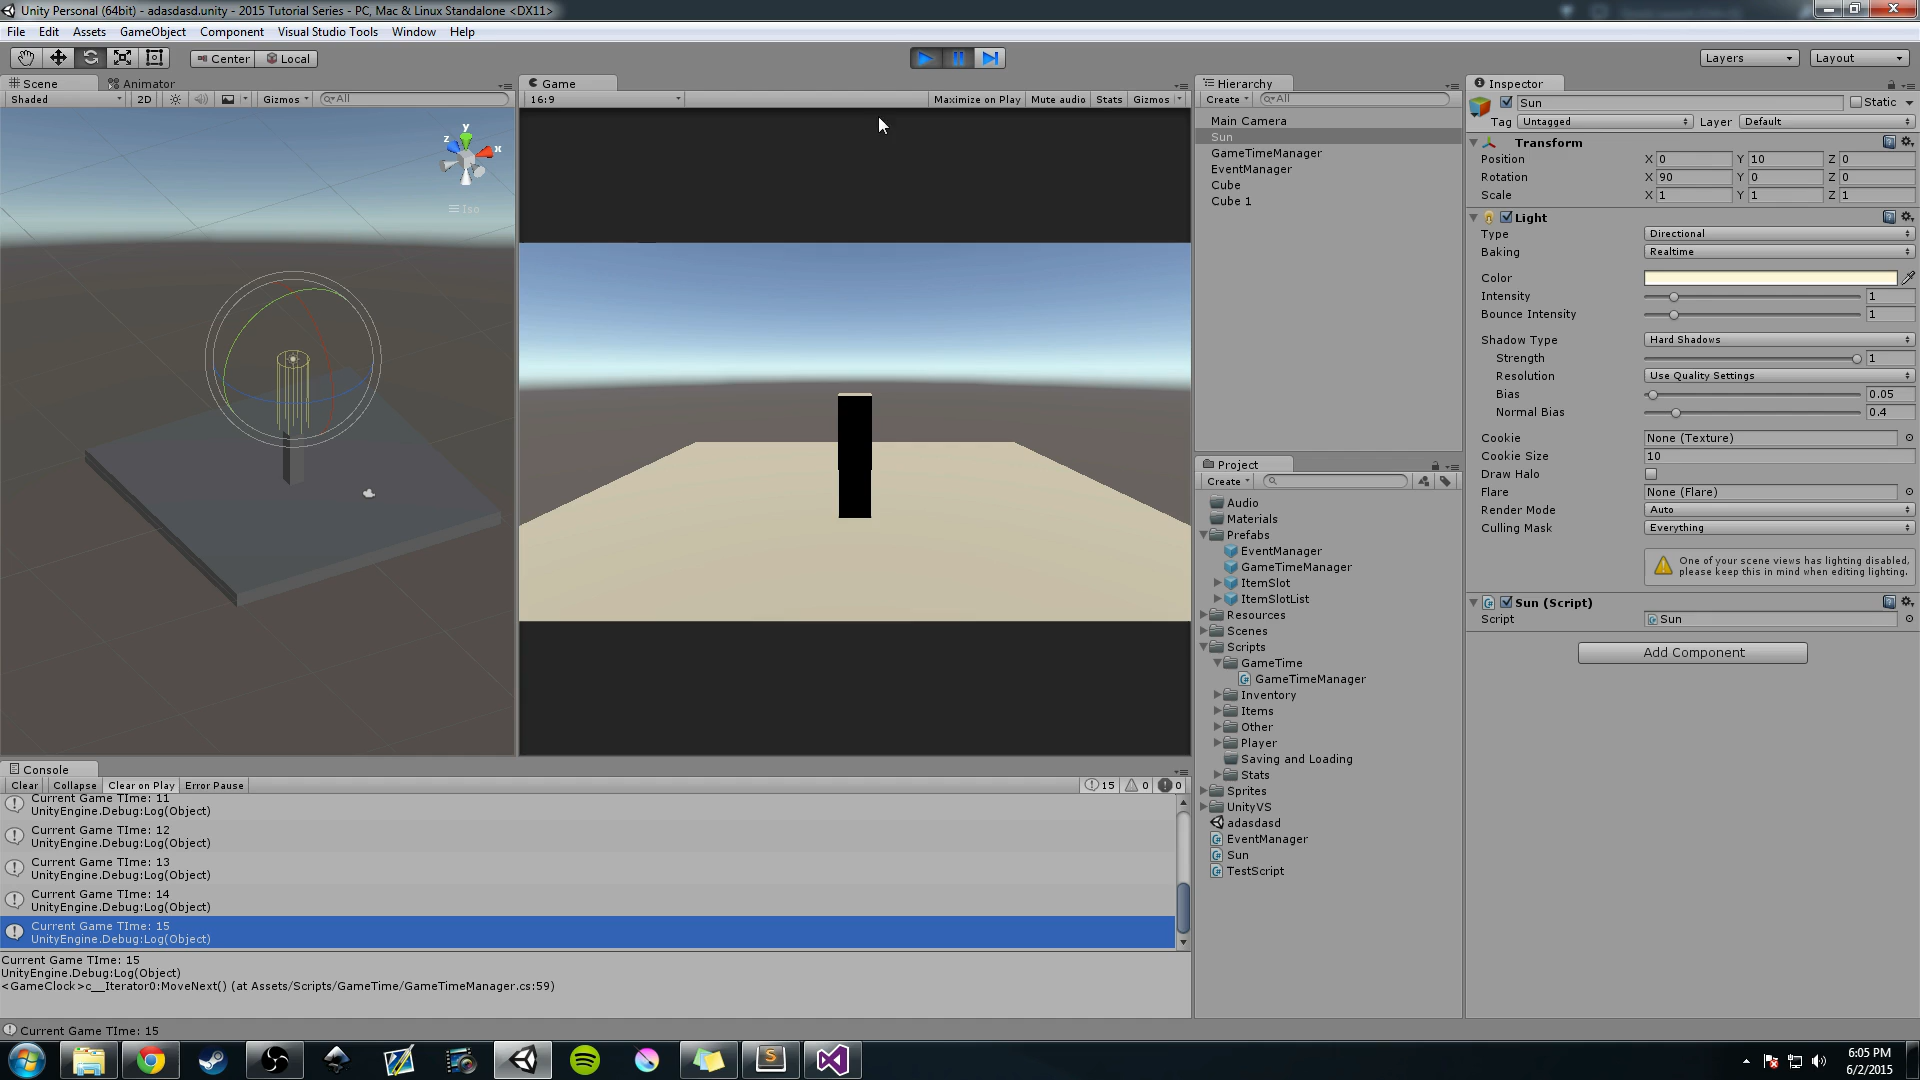 Unity Personal (64bit) - adasdasd.unity - 2015 Tutorial Series - PC, Mac & Linux Standalone <DX11>
File Edit Assets GameObject Component Visual Studio Tools Window Help
Center Local
Layers Layout
Scene Animator
Shaded 2D Gizmos All
y
z x
Iso
Game
16:9 Maximize on Play Mute audio Stats Gizmos
Hierarchy
Create All
Main Camera
Sun
GameTimeManager
EventManager
Cube
Cube 1
Project
Create
Audio
Materials
Prefabs
EventManager
GameTimeManager
ItemSlot
ItemSlotList
Resources
Scenes
Scripts
GameTime
GameTimeManager
Inventory
Items
Other
Player
Saving and Loading
Stats
Sprites
UnityVS
adasdasd
EventManager
Sun
TestScript
Inspector
Sun Static
Tag Untagged Layer Default
Transform
Position X 0 Y 10 Z 0
Rotation X 90 Y 0 Z 0
Scale X 1 Y 1 Z 1
Light
Type Directional
Baking Realtime
Color
Intensity 1
Bounce Intensity 1
Shadow Type Hard Shadows
Strength 1
Resolution Use Quality Settings
Bias 0.05
Normal Bias 0.4
Cookie None (Texture)
Cookie Size 10
Draw Halo
Flare None (Flare)
Render Mode Auto
Culling Mask Everything
One of your scene views has lighting disabled,
please keep this in mind when editing lighting.
Sun (Script)
Script Sun
Add Component
Console
Clear Collapse Clear on Play Error Pause 15 0 0
Current Game TIme: 11
UnityEngine.Debug:Log(Object)
Current Game TIme: 12
UnityEngine.Debug:Log(Object)
Current Game TIme: 13
UnityEngine.Debug:Log(Object)
Current Game TIme: 14
UnityEngine.Debug:Log(Object)
Current Game TIme: 15
UnityEngine.Debug:Log(Object)
Current Game TIme: 15
UnityEngine.Debug:Log(Object)
<GameClock>c__Iterator0:MoveNext() (at Assets/Scripts/GameTime/GameTimeManager.cs:59)
Current Game TIme: 15
6:05 PM
6/2/2015